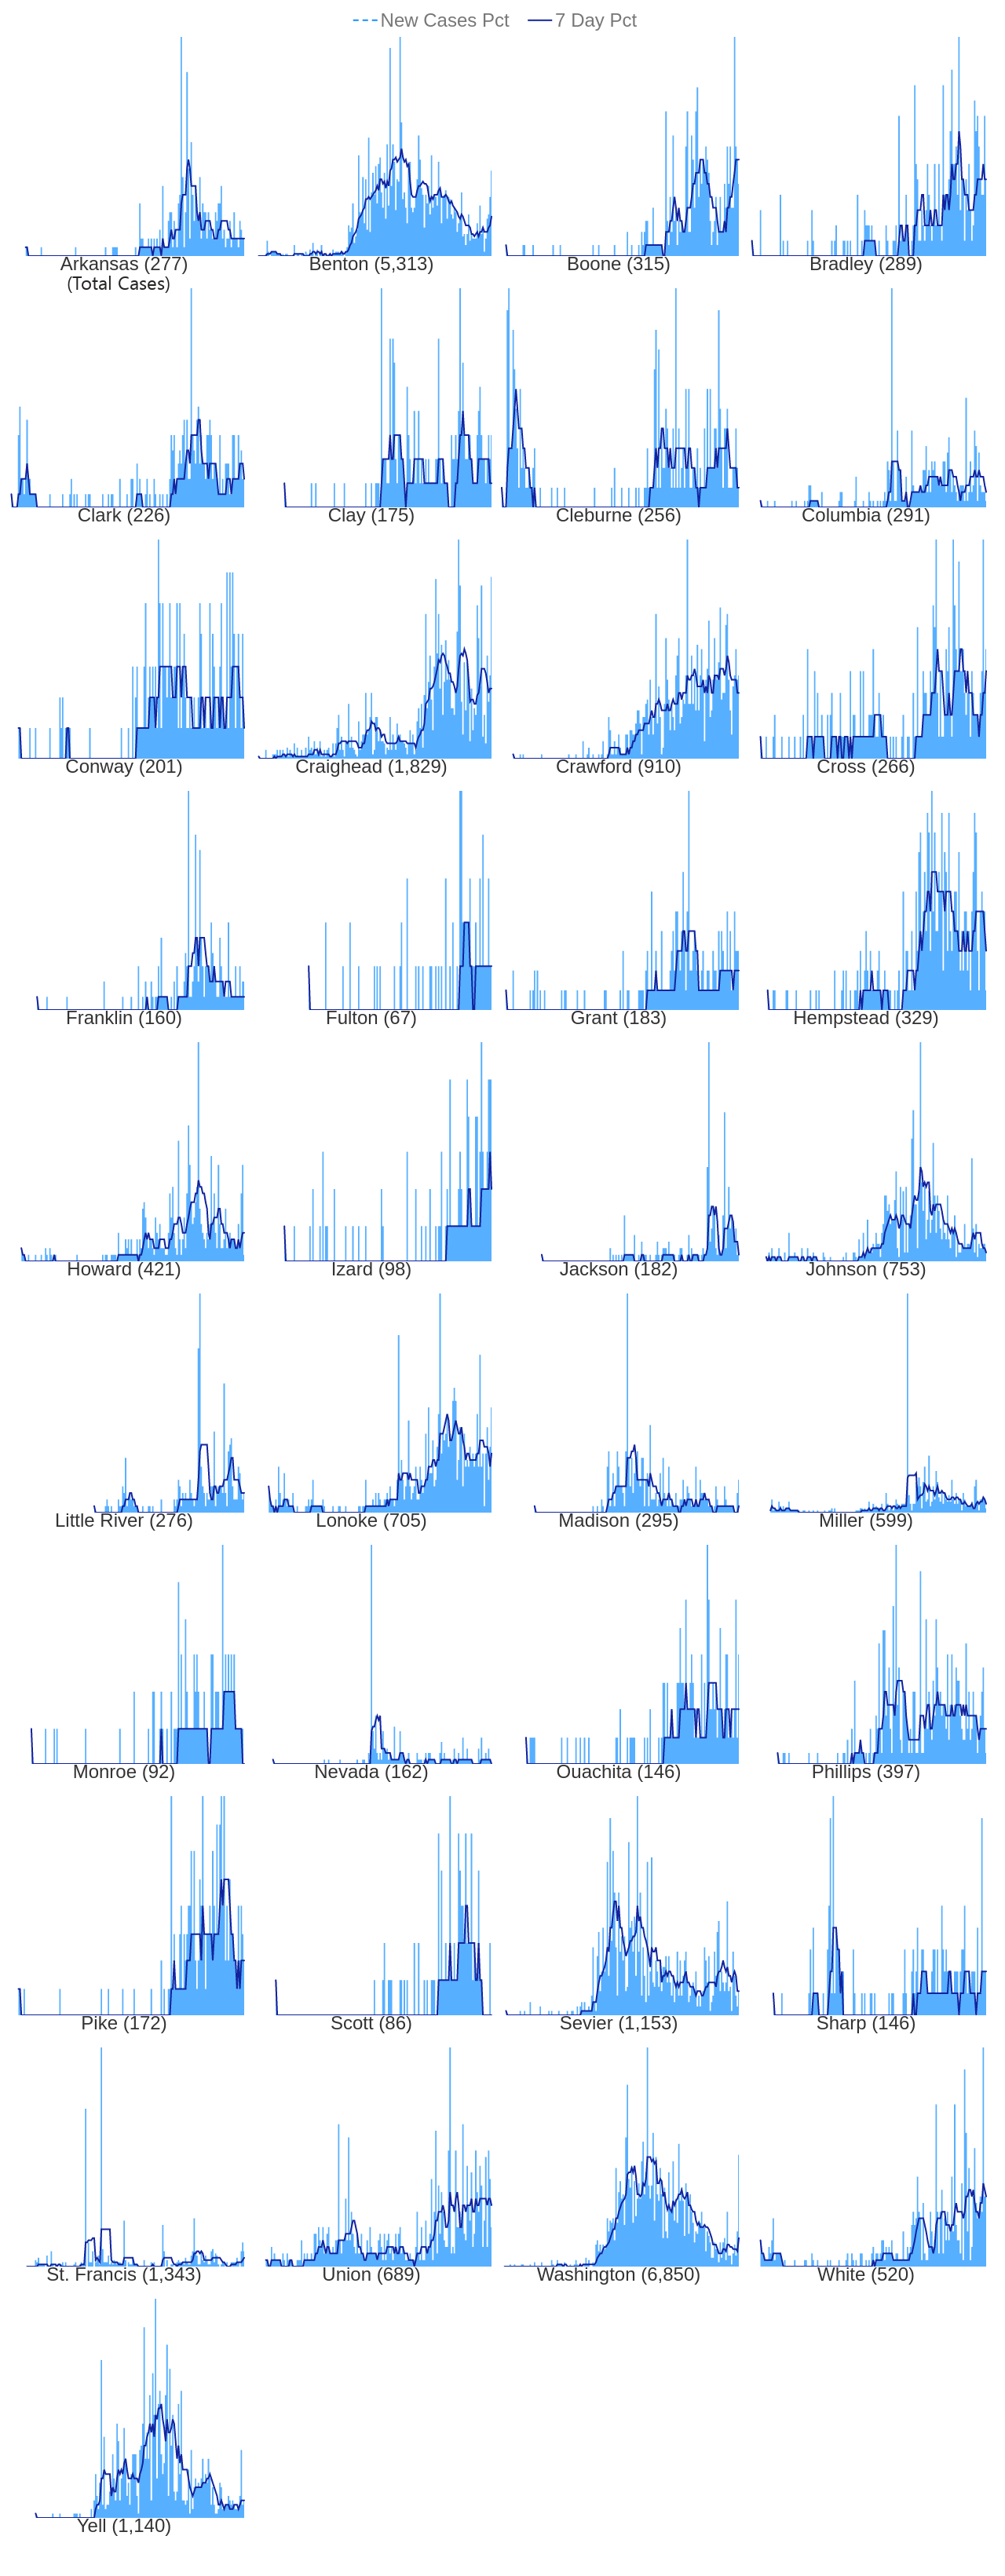 New Cases Pct 7 Day Pct
Arkansas (277) Benton (5,313) Boone (315) Bradley (289)
(Total Cases)
Clark (226) Clay (175) Cleburne (256) Columbia (291)
Conway (201) Craighead (1,829) Crawford (910) Cross (266)
Franklin (160) Fulton (67) Grant (183) Hempstead (329)
Howard (421) Izard (98) Jackson (182) Johnson (753)
Little River (276) Lonoke (705) Madison (295) Miller (599)
Monroe (92) Nevada (162) Ouachita (146) Phillips (397)
Pike (172) Scott (86) Sevier (1,153) Sharp (146)
St. Francis (1,343) Union (689) Washington (6,850) White (520)
Yell (1,140)